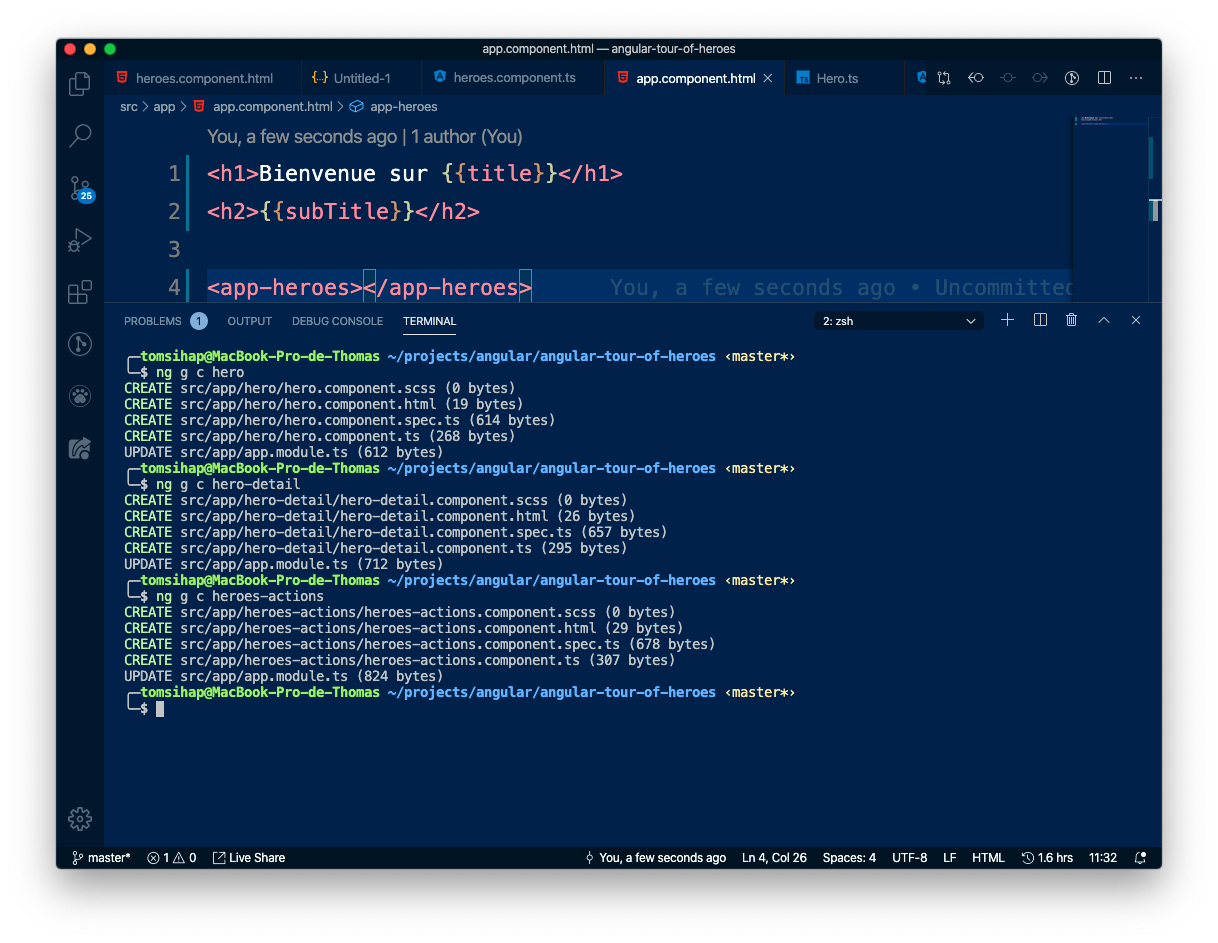 app.component.html — angular-tour-of-heroes
heroes.component.html Untitled-1 heroes.component.ts app.component.html Hero.ts
src > app > app.component.html > app-heroes
You, a few seconds ago | 1 author (You)
1 <h1>Bienvenue sur {{title}}</h1>
2 <h2>{{subTitle}}</h2>
3
4 <app-heroes></app-heroes> You, a few seconds ago • Uncommitted
25
PROBLEMS 1 OUTPUT DEBUG CONSOLE TERMINAL 2: zsh
tomsihap@MacBook-Pro-de-Thomas ~/projects/angular/angular-tour-of-heroes ‹master*›
$ ng g c hero
CREATE src/app/hero/hero.component.scss (0 bytes)
CREATE src/app/hero/hero.component.html (19 bytes)
CREATE src/app/hero/hero.component.spec.ts (614 bytes)
CREATE src/app/hero/hero.component.ts (268 bytes)
UPDATE src/app/app.module.ts (612 bytes)
tomsihap@MacBook-Pro-de-Thomas ~/projects/angular/angular-tour-of-heroes ‹master*›
$ ng g c hero-detail
CREATE src/app/hero-detail/hero-detail.component.scss (0 bytes)
CREATE src/app/hero-detail/hero-detail.component.html (26 bytes)
CREATE src/app/hero-detail/hero-detail.component.spec.ts (657 bytes)
CREATE src/app/hero-detail/hero-detail.component.ts (295 bytes)
UPDATE src/app/app.module.ts (712 bytes)
tomsihap@MacBook-Pro-de-Thomas ~/projects/angular/angular-tour-of-heroes ‹master*›
$ ng g c heroes-actions
CREATE src/app/heroes-actions/heroes-actions.component.scss (0 bytes)
CREATE src/app/heroes-actions/heroes-actions.component.html (29 bytes)
CREATE src/app/heroes-actions/heroes-actions.component.spec.ts (678 bytes)
CREATE src/app/heroes-actions/heroes-actions.component.ts (307 bytes)
UPDATE src/app/app.module.ts (824 bytes)
tomsihap@MacBook-Pro-de-Thomas ~/projects/angular/angular-tour-of-heroes ‹master*›
$
master* 1 0 Live Share You, a few seconds ago Ln 4, Col 26 Spaces: 4 UTF-8 LF HTML 1.6 hrs 11:32